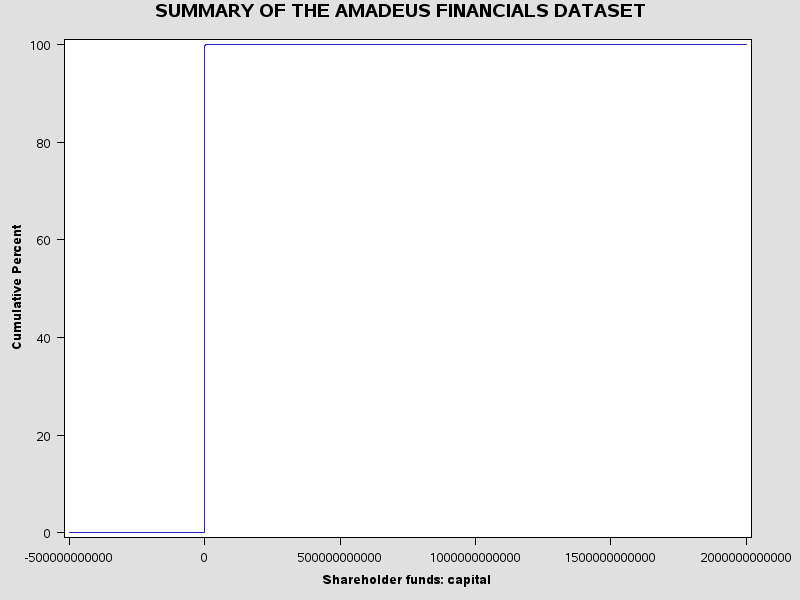 SUMMARY OF THE AMADEUS FINANCIALS DATASET
100
80
60
40
20
0
Cumulative Percent
-500000000000 0 500000000000 1000000000000 1500000000000 2000000000000
Shareholder funds: capital